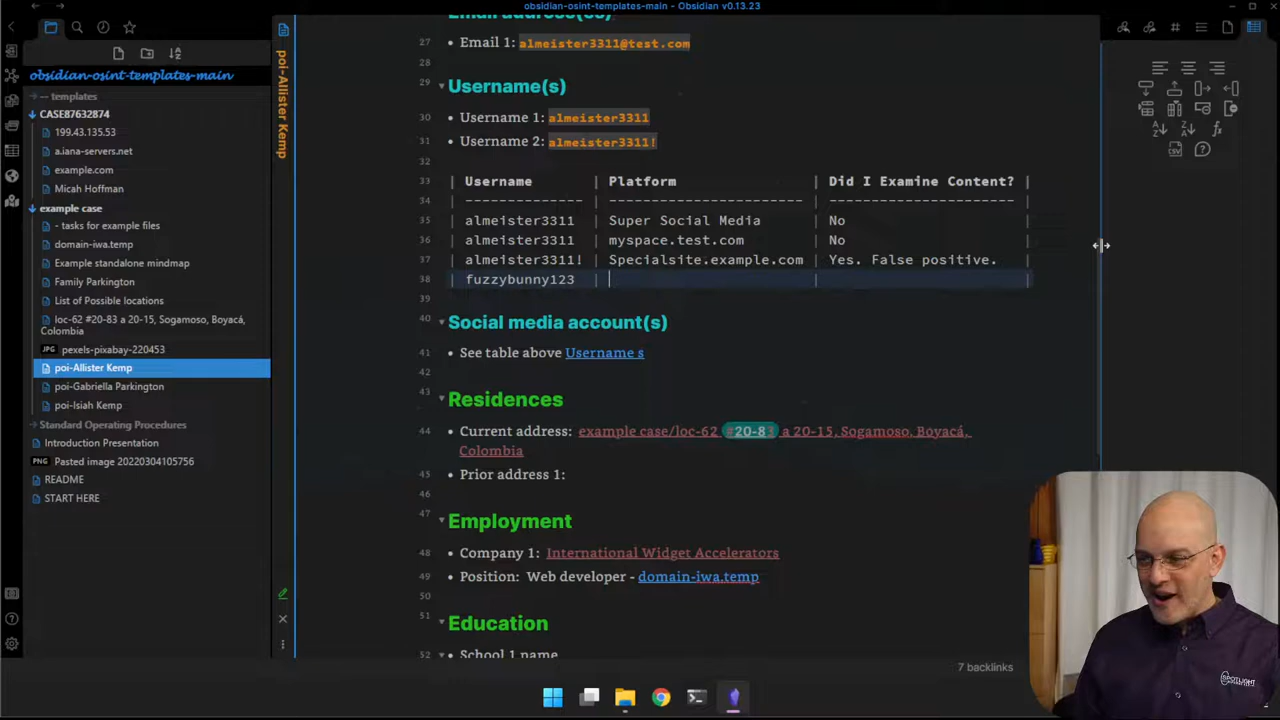 obsidian-osint-templates-main - Obsidian v0.13.23
obsidian-osint-templates-main
-- templates
CASE87632874
199.43.135.53
a.iana-servers.net
example.com
Micah Hoffman
example case
- tasks for example files
domain-iwa.temp
Example standalone mindmap
Family Parkington
List of Possible locations
loc-62 #20-83 a 20-15, Sogamoso, Boyacá,
Colombia
JPG pexels-pixabay-220453
poi-Allister Kemp
poi-Gabriella Parkington
poi-Isiah Kemp
Standard Operating Procedures
Introduction Presentation
PNG Pasted image 20220304105756
README
START HERE
poi-Allister Kemp
Email address(es)
27 • Email 1: almeister3311@test.com
28
29 Username(s)
30 • Username 1: almeister3311
31 • Username 2: almeister3311!
32
33 | Username | Platform | Did I Examine Content? |
34 | -------------- | ----------------------- | ---------------------- |
35 | almeister3311 | Super Social Media | No |
36 | almeister3311 | myspace.test.com | No |
37 | almeister3311! | Specialsite.example.com | Yes. False positive. |
38 | fuzzybunny123 | | |
39
40 Social media account(s)
41 • See table above Username s
42
43 Residences
44 • Current address: example case/loc-62 #20-83 a 20-15, Sogamoso, Boyacá,
Colombia
45 • Prior address 1:
46
47 Employment
48 • Company 1: International Widget Accelerators
49 • Position: Web developer - domain-iwa.temp
50
51 Education
52 • School 1 name
7 backlinks
CSV
SPOTLIGHT